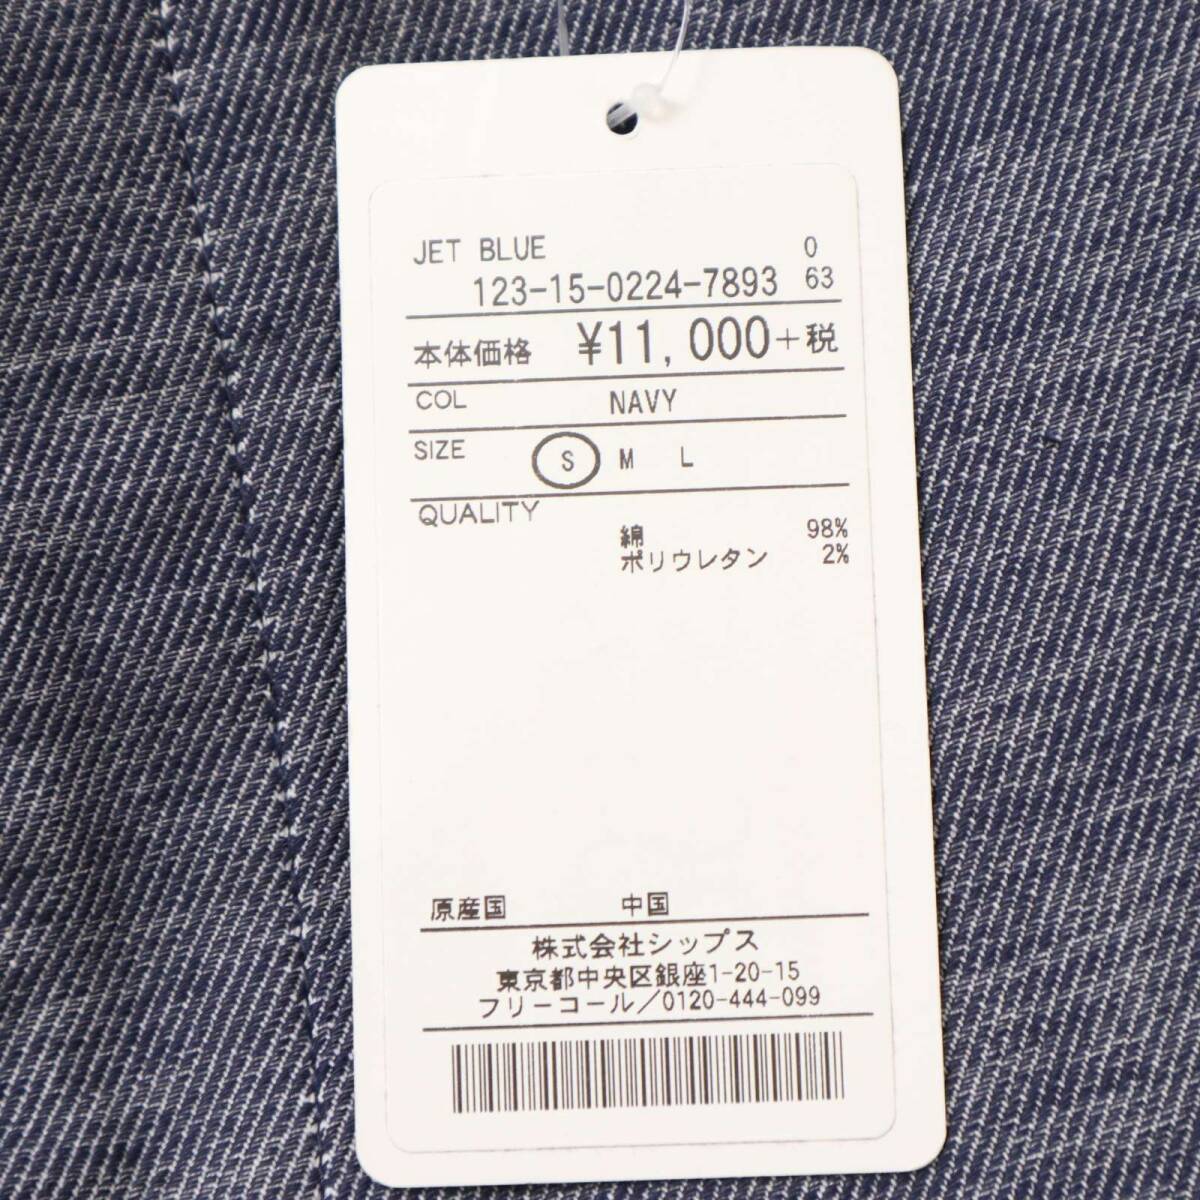 JET BLUE 0
123-15-0224-7893 63
本体価格 ¥11,000+税
COL NAVY
SIZE S M L
QUALITY
綿 98%
ポリウレタン 2%
原産国 中国
株式会社シップス
東京都中央区銀座1-20-15
フリーコール/0120-444-099